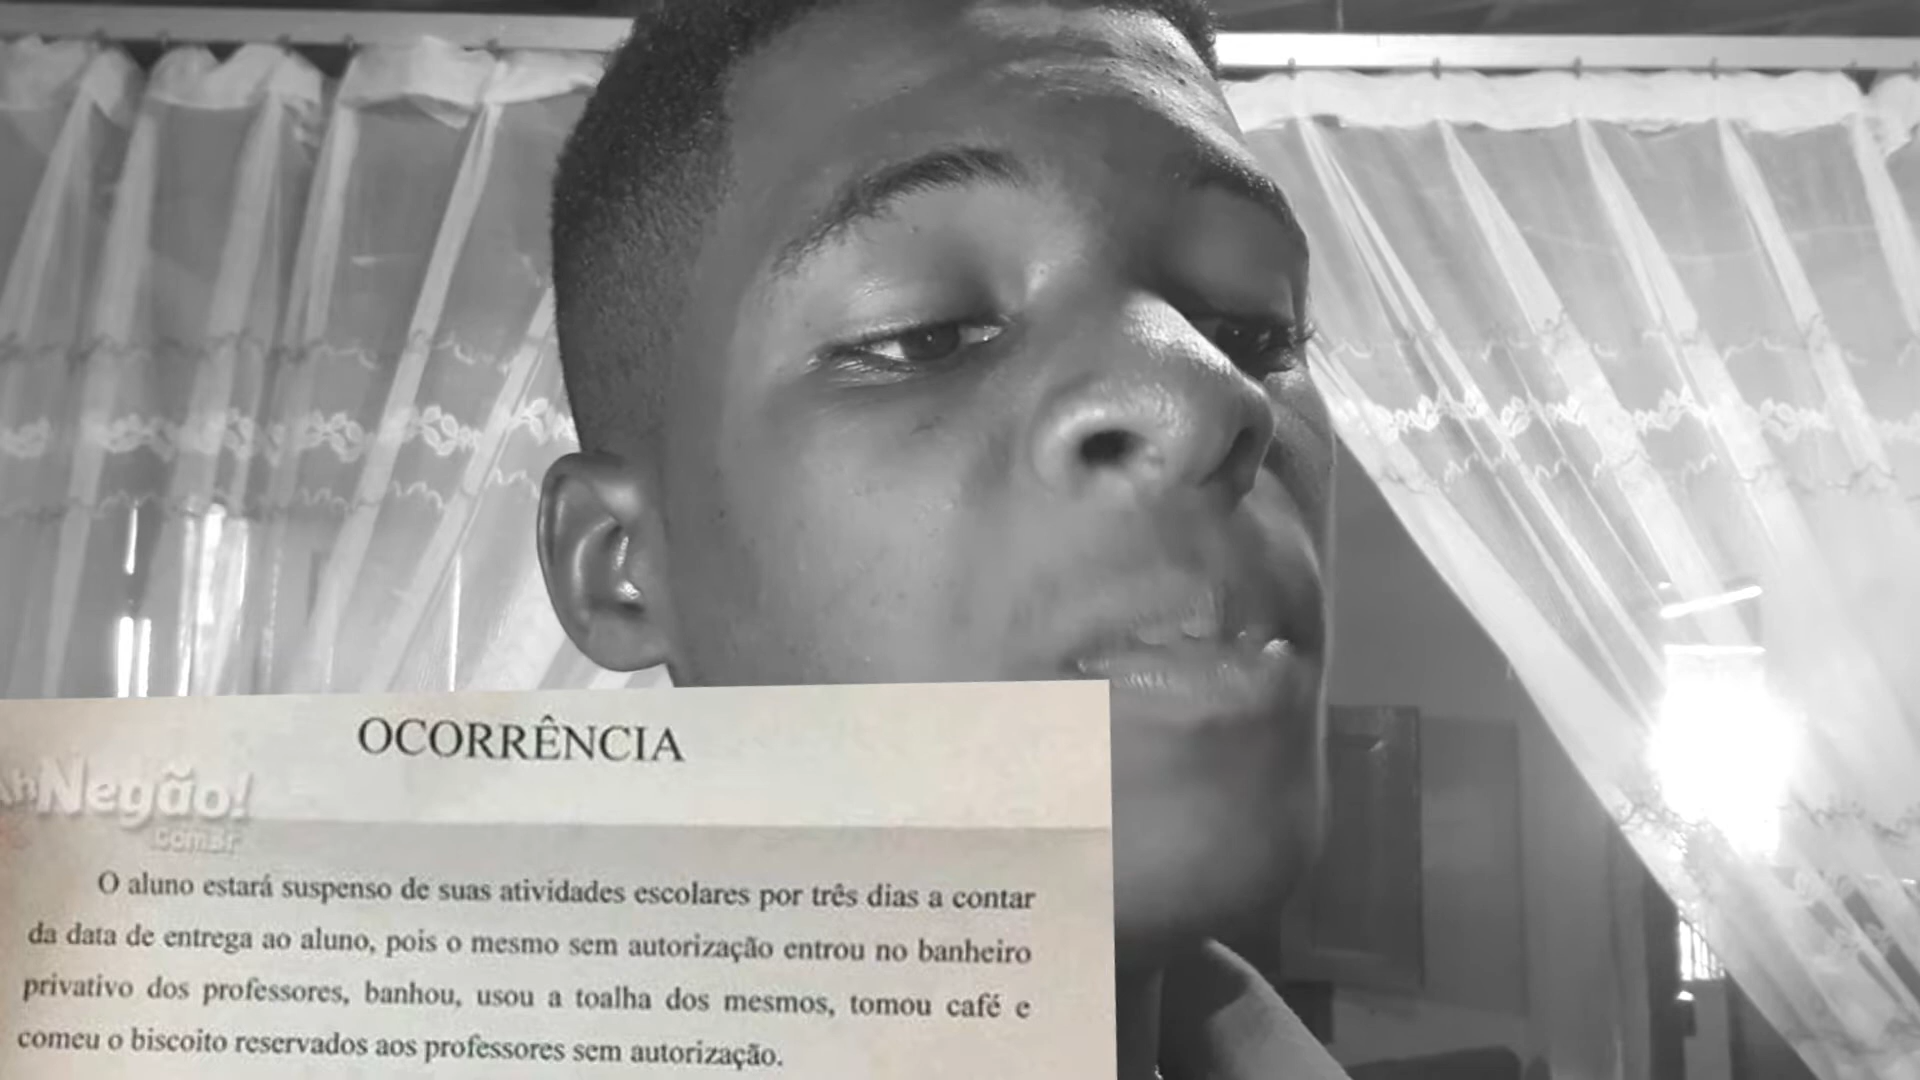 OCORRÊNCIA
Negão!
.com.br
O aluno estará suspenso de suas atividades escolares por três dias a contar
da data de entrega ao aluno, pois o mesmo sem autorização entrou no banheiro
privativo dos professores, banhou, usou a toalha dos mesmos, tomou café e
comeu o biscoito reservados aos professores sem autorização.